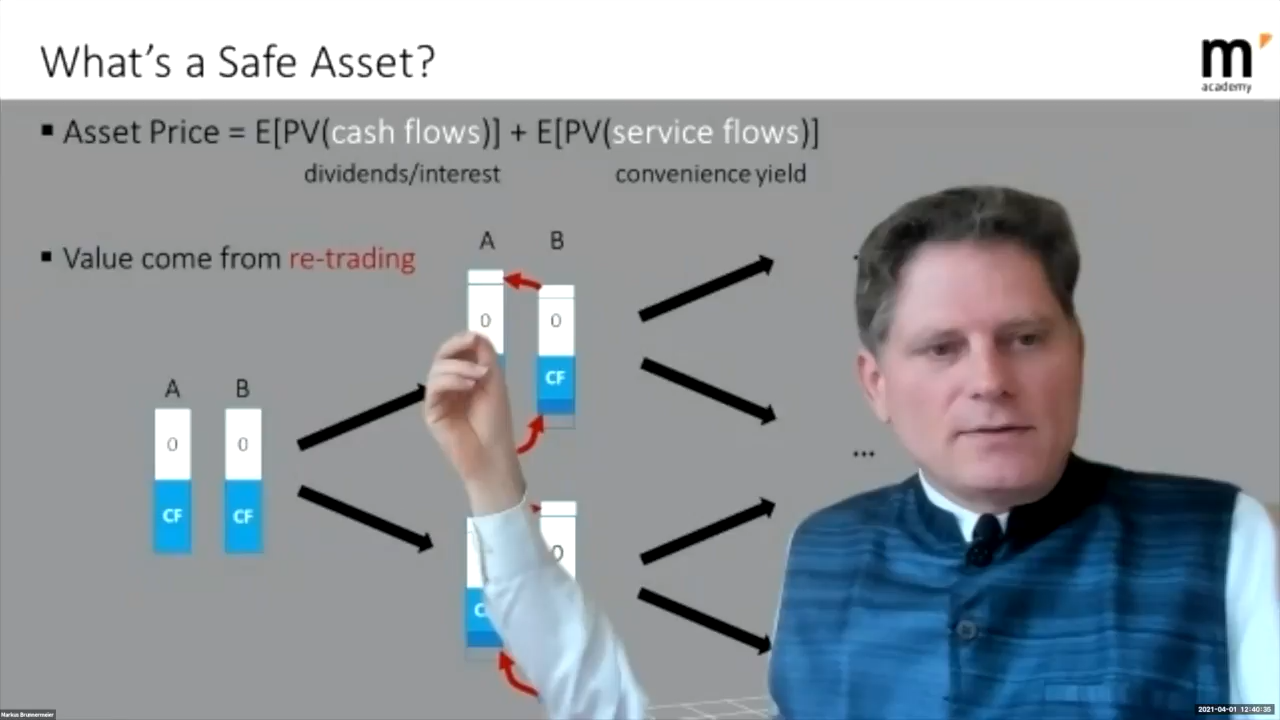 What's a Safe Asset?
m'
academy
▪ Asset Price = E[PV(cash flows)] + E[PV(service flows)]
dividends/interest convenience yield
▪ Value come from re-trading
A B
0 0
CF
A B
0 0
CF CF
...
0
Markus Brunnermeier
2021-04-01 12:40:35